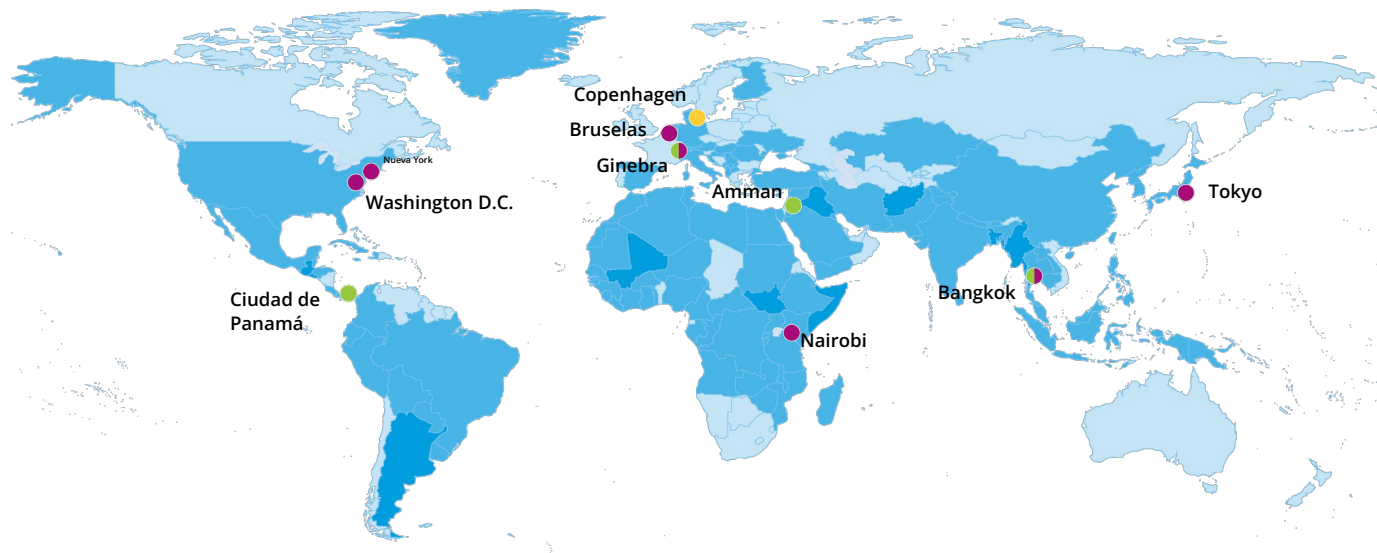 Copenhagen
Bruselas
Nueva York
Ginebra
Amman
Tokyo
Washington D.C.
Bangkok
Ciudad de
Panamá
Nairobi